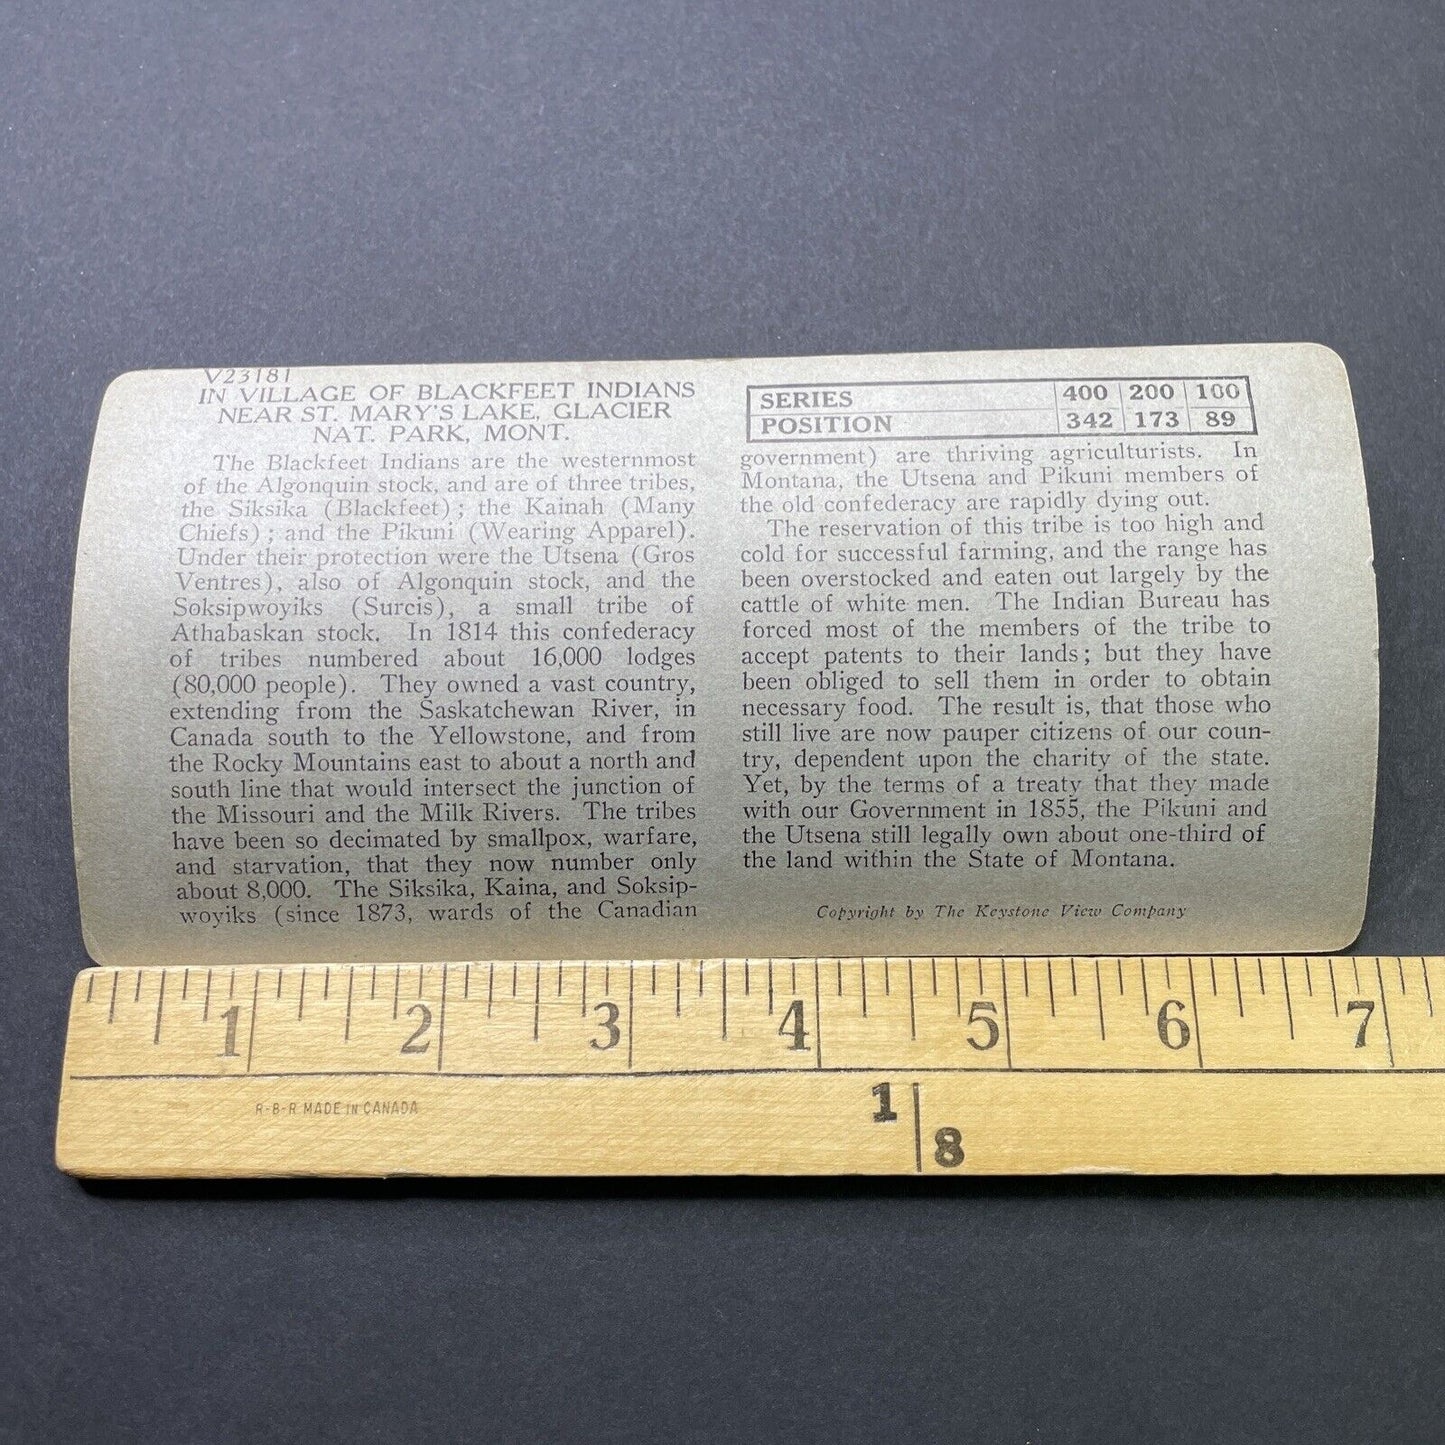 V23181
IN VILLAGE OF BLACKFEET INDIANS
NEAR ST. MARY'S LAKE, GLACIER
NAT. PARK, MONT.
The Blackfeet Indians are the westernmost
of the Algonquin stock, and are of three tribes,
the Siksika (Blackfeet); the Kainah (Many
Chiefs); and the Pikuni (Wearing Apparel).
Under their protection were the Utsena (Gros
Ventres), also of Algonquin stock, and the
Soksipwoyiks (Surcis), a small tribe of
Athabaskan stock. In 1814 this confederacy
of tribes numbered about 16,000 lodges
(80,000 people). They owned a vast country,
extending from the Saskatchewan River, in
Canada south to the Yellowstone, and from
the Rocky Mountains east to about a north and
south line that would intersect the junction of
the Missouri and the Milk Rivers. The tribes
have been so decimated by smallpox, warfare,
and starvation, that they now number only
about 8,000. The Siksika, Kaina, and Soksip-
woyiks (since 1873, wards of the Canadian
SERIES 400 200 100
POSITION 342 173 89
government) are thriving agriculturists. In
Montana, the Utsena and Pikuni members of
the old confederacy are rapidly dying out.
The reservation of this tribe is too high and
cold for successful farming, and the range has
been overstocked and eaten out largely by the
cattle of white men. The Indian Bureau has
forced most of the members of the tribe to
accept patents to their lands; but they have
been obliged to sell them in order to obtain
necessary food. The result is, that those who
still live are now pauper citizens of our coun-
try, dependent upon the charity of the state.
Yet, by the terms of a treaty that they made
with our Government in 1855, the Pikuni and
the Utsena still legally own about one-third of
the land within the State of Montana.
Copyright by The Keystone View Company
1 2 3 4 5 6 7
R-B-R MADE IN CANADA
1 8